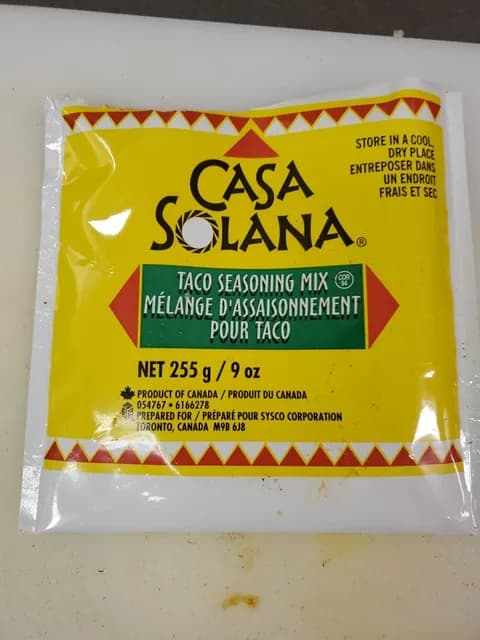 STORE IN A COOL,
DRY PLACE
ENTREPOSER DANS
UN ENDROIT
FRAIS ET SEC
CASA
SOLANA®
TACO SEASONING MIX
COR
94
MÉLANGE D'ASSAISONNEMENT
POUR TACO
NET 255 g / 9 oz
PRODUCT OF CANADA / PRODUIT DU CANADA
054767 • 6166278
PREPARED FOR / PRÉPARÉ POUR SYSCO CORPORATION
TORONTO, CANADA M9B 6J8